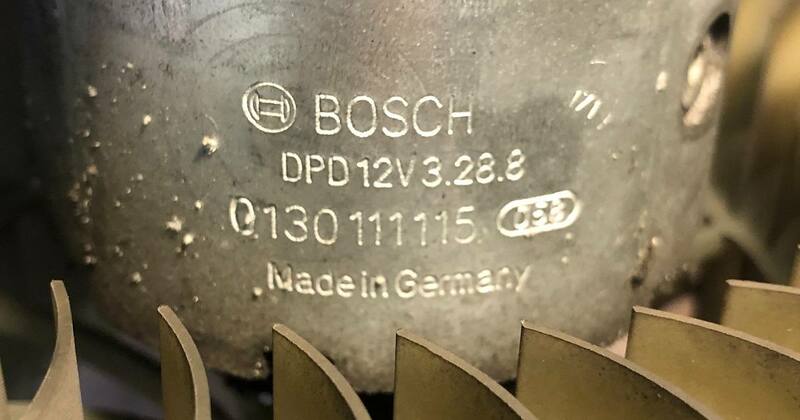 BOSCH
DPD 12V 3.28.8
0130 111 115
Made in Germany